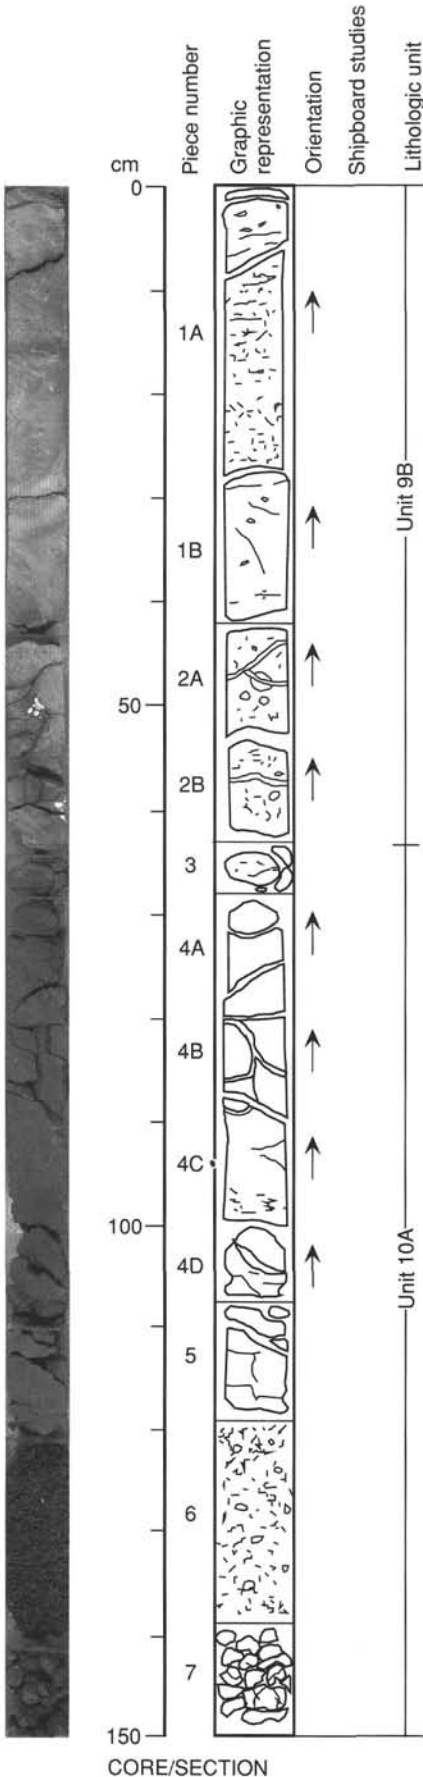 cm
Piece number
Graphic
representation
Orientation
Shipboard studies
Lithologic unit
0
1A
1B
Unit 9B
2A
50
2B
3
4A
4B
4C
100
4D
Unit 10A
5
6
7
150
CORE/SECTION